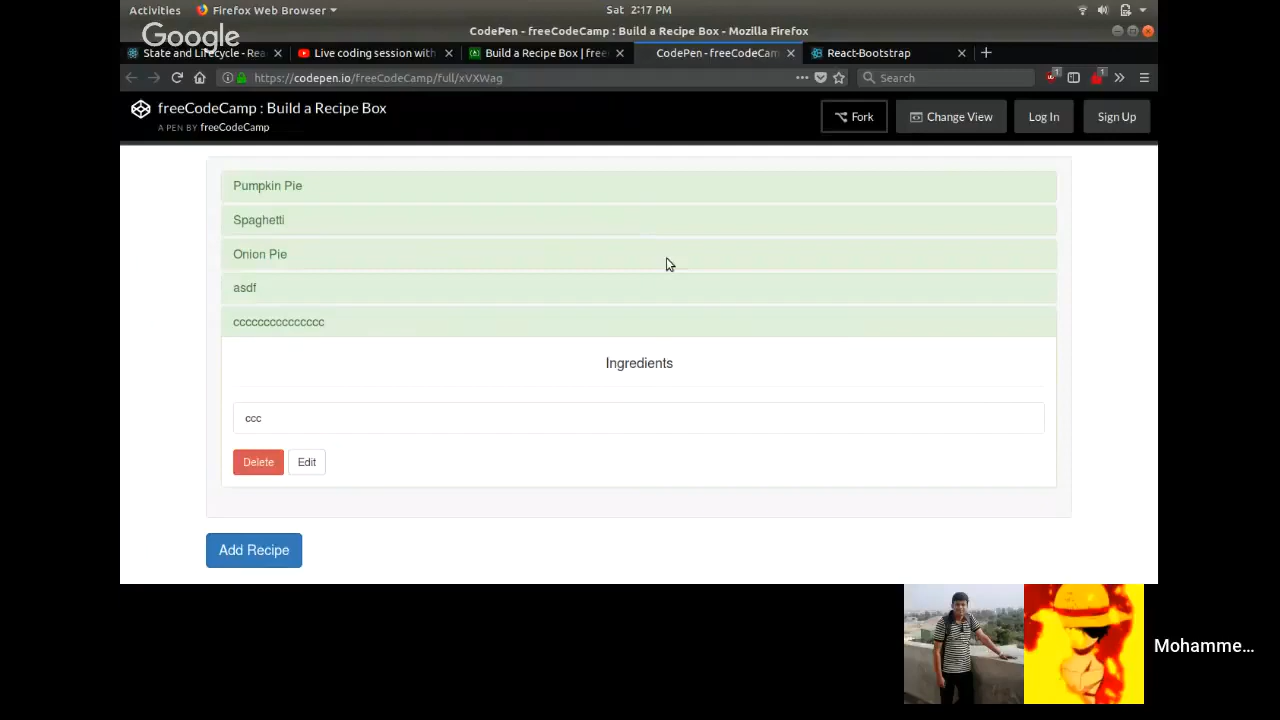 Activities
Firefox Web Browser
Sat 2:17 PM
Google
CodePen - freeCodeCamp : Build a Recipe Box - Mozilla Firefox
State and Lifecycle - Rea
Live coding session with
Build a Recipe Box | free
CodePen - freeCodeCam
React-Bootstrap
https://codepen.io/freeCodeCamp/full/xVXWag
Search
1
1
freeCodeCamp : Build a Recipe Box
A PEN BY freeCodeCamp
Fork
Change View
Log In
Sign Up
Pumpkin Pie
Spaghetti
Onion Pie
asdf
ccccccccccccccc
Ingredients
ccc
Delete
Edit
Add Recipe
Mohamme...